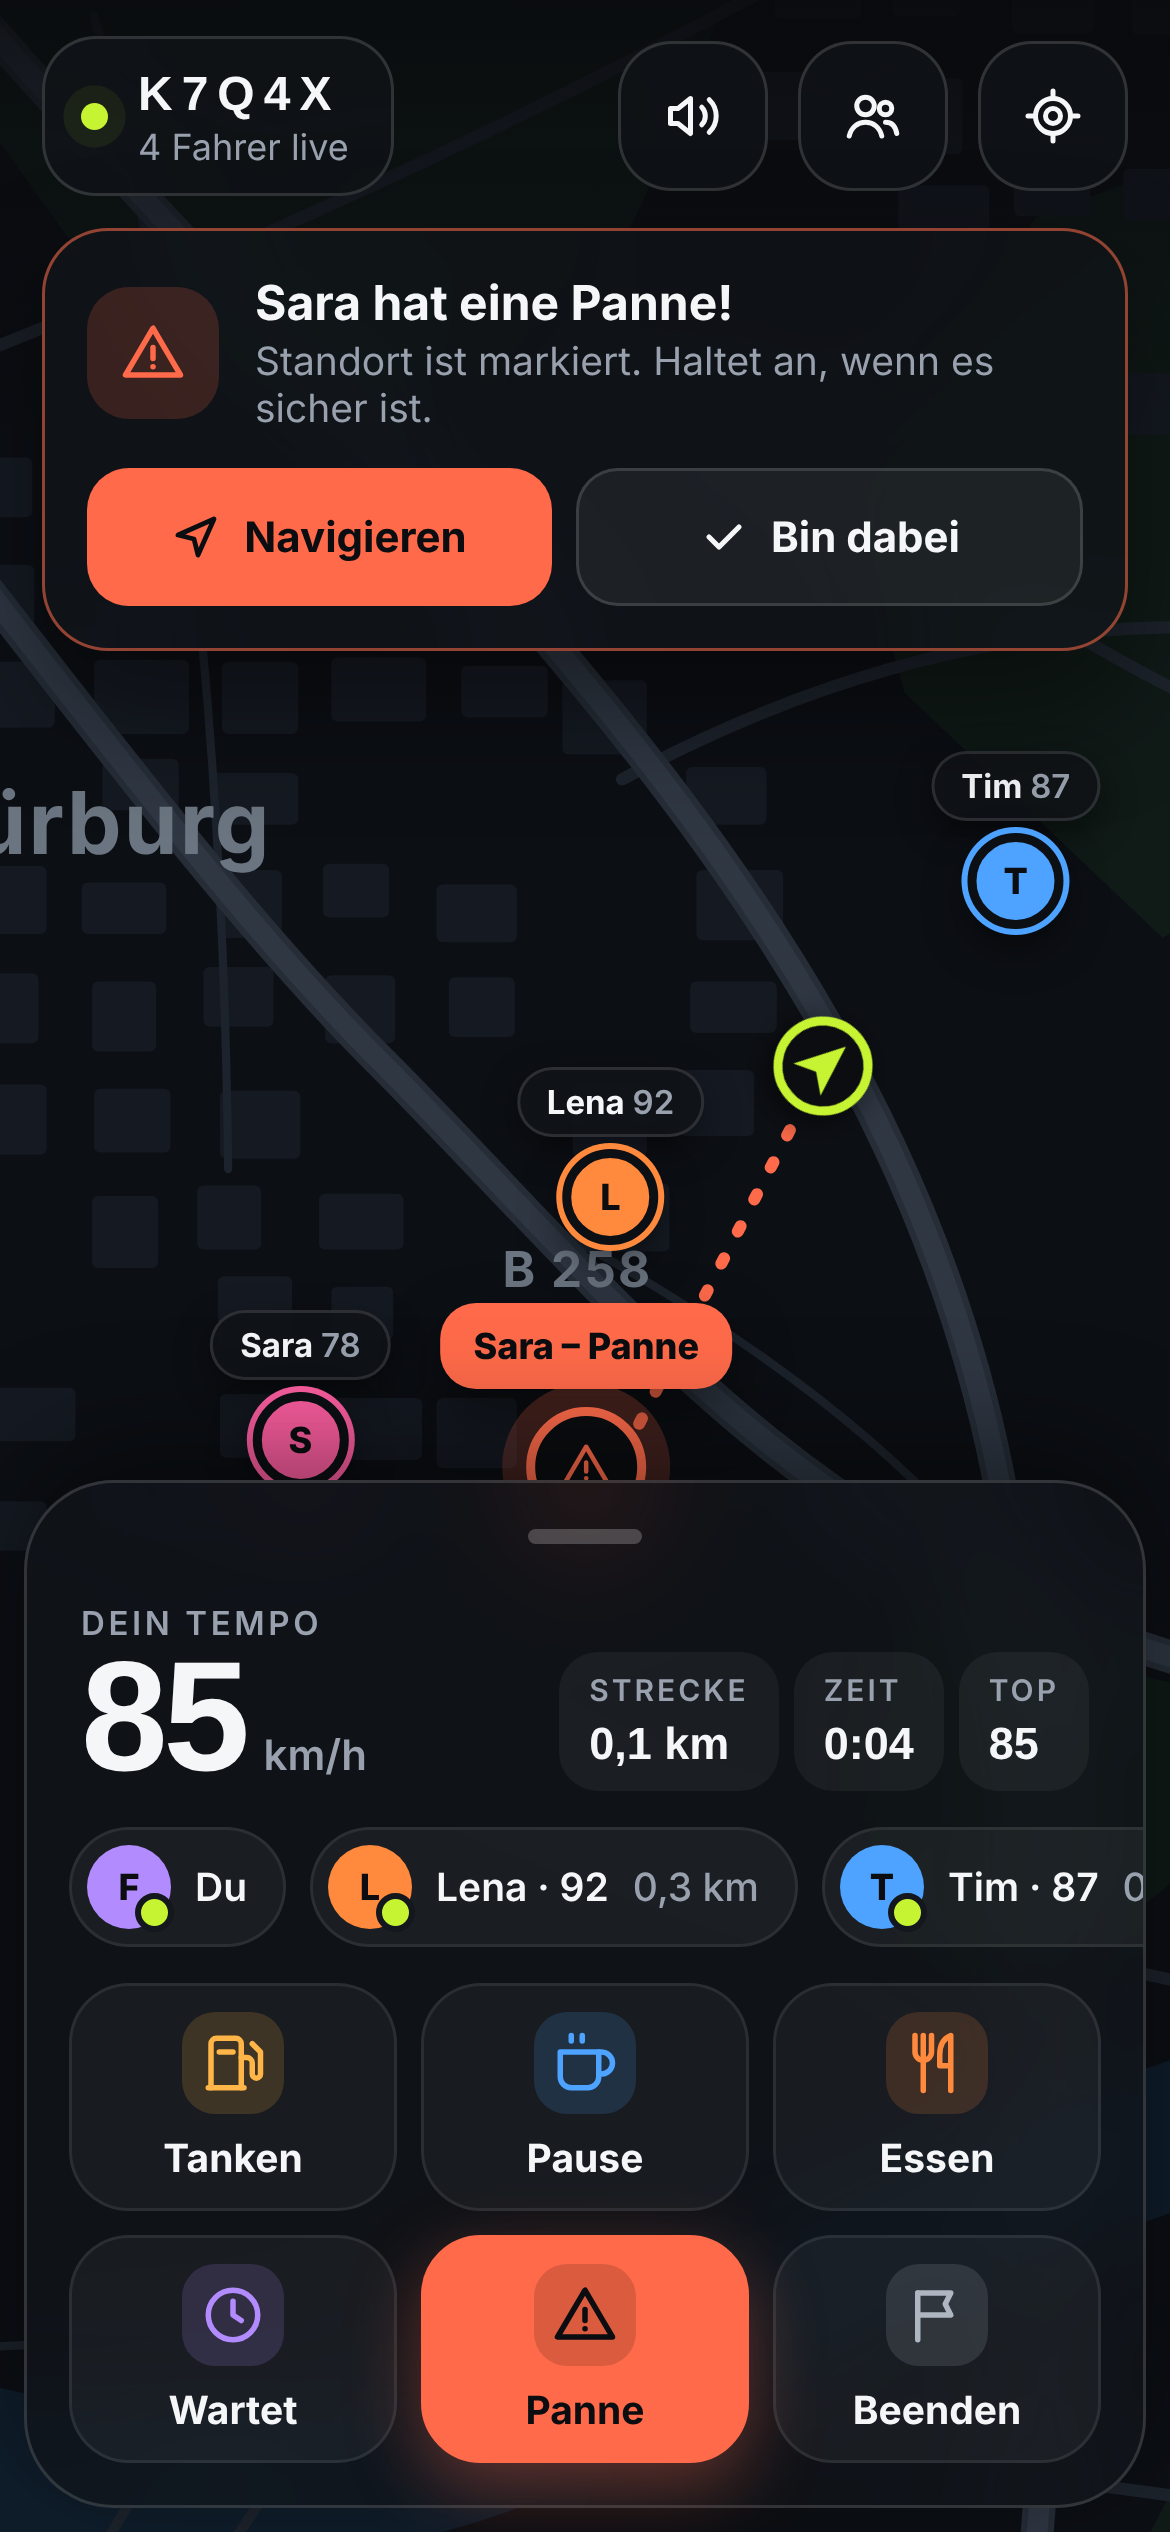 K7Q4X
4 Fahrer live
Sara hat eine Panne!
Standort ist markiert. Haltet an, wenn es
sicher ist.
Navigieren
Bin dabei
Tim 87
ürburg
T
Lena 92
L
B 258
Sara – Panne
Sara 78
S
DEIN TEMPO
85 km/h
STRECKE
0,1 km
ZEIT
0:04
TOP
85
F
Du
L
Lena · 92 0,3 km
T
Tim · 87 0
Tanken
Pause
Essen
Wartet
Panne
Beenden